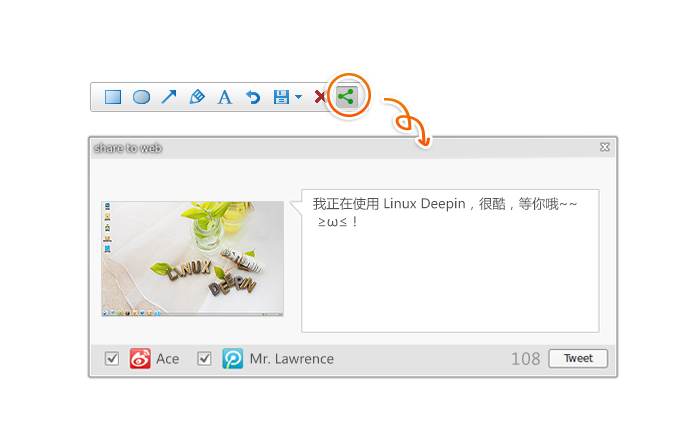 A
share to web
我正在使用 Linux Deepin，很酷，等你哦~~
≥ω≤！
LINUX
DEEPIN
Ace
Mr. Lawrence
108
Tweet